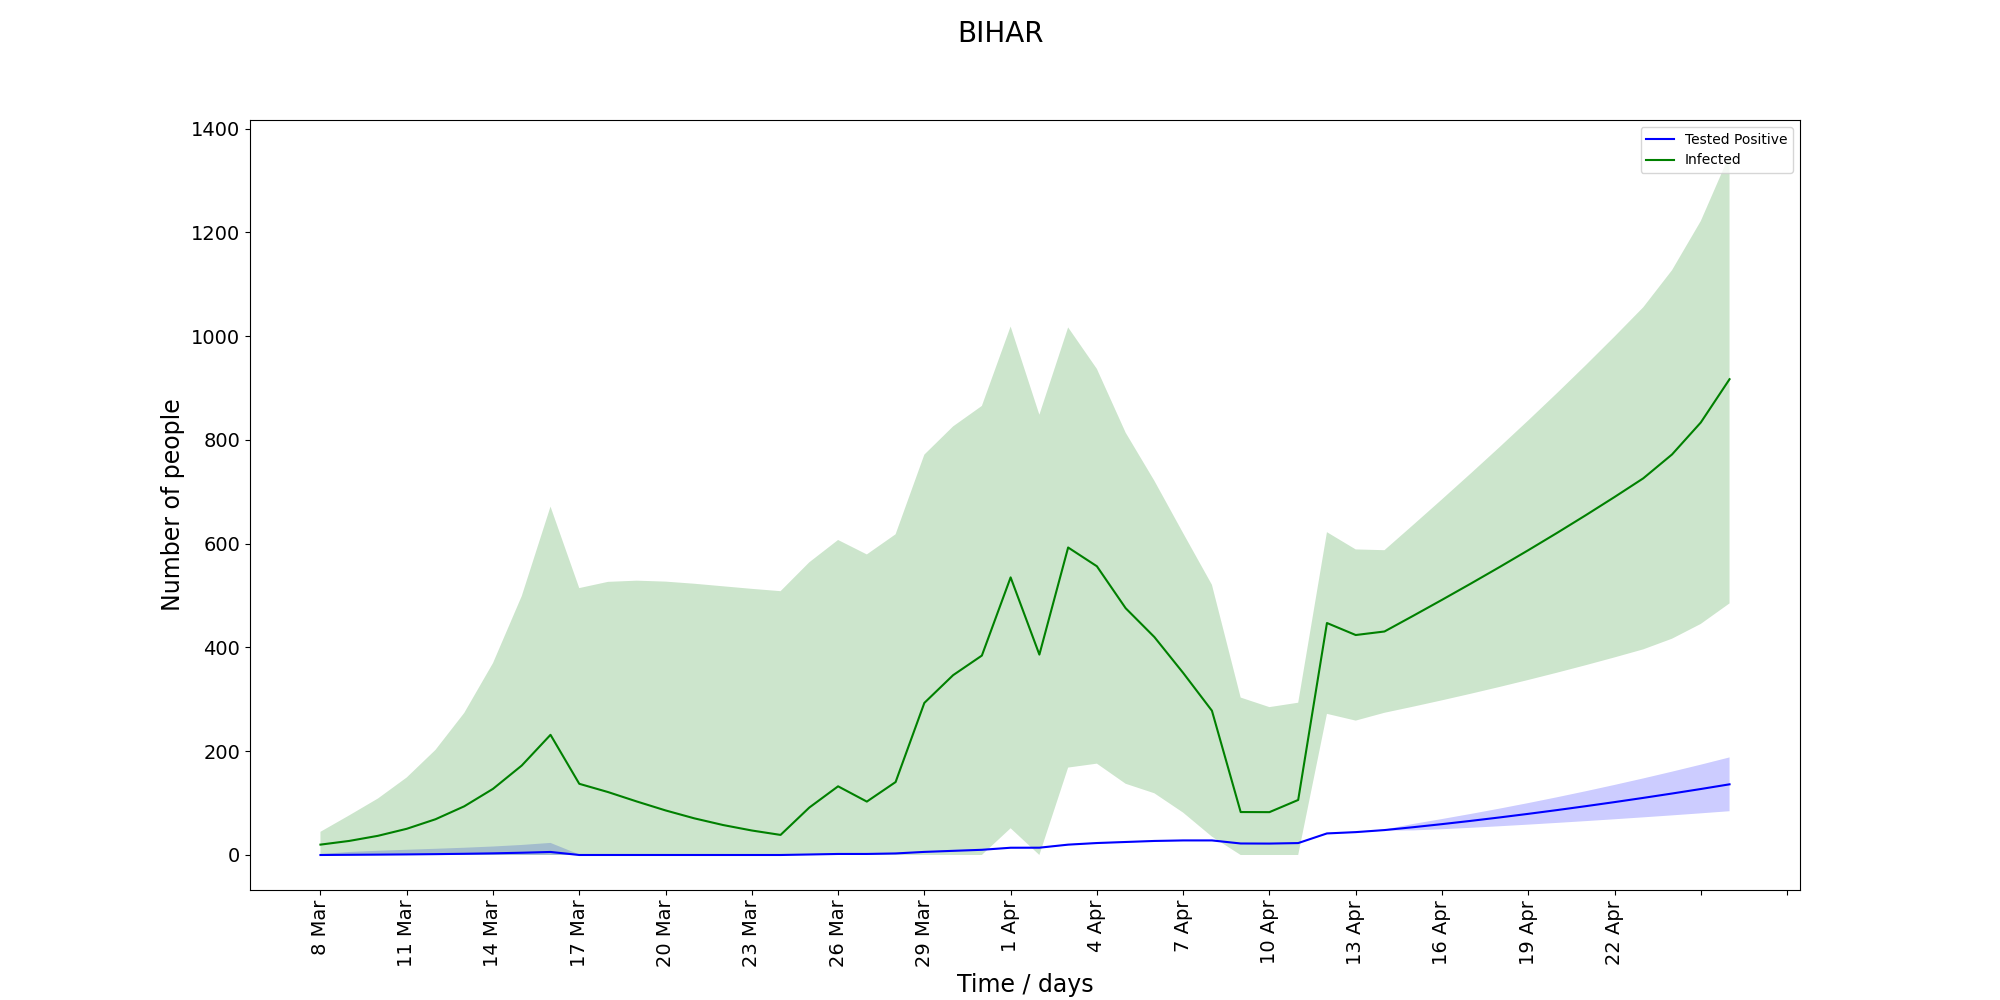 BIHAR
1400
1200
1000
800
600
400
200
0
Number of people
Tested Positive
Infected
8 Mar
11 Mar
14 Mar
17 Mar
20 Mar
23 Mar
26 Mar
29 Mar
1 Apr
4 Apr
7 Apr
10 Apr
13 Apr
16 Apr
19 Apr
22 Apr
Time / days